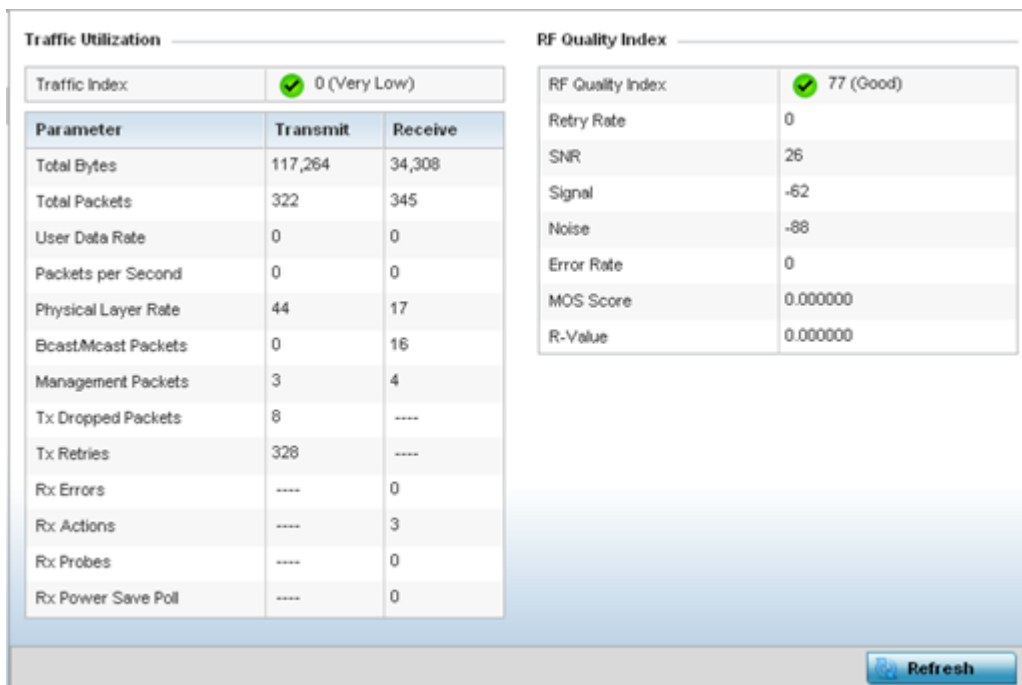 Traffic Utilization
Traffic Index 0 (Very Low)
Parameter Transmit Receive
Total Bytes 117,264 34,308
Total Packets 322 345
User Data Rate 0 0
Packets per Second 0 0
Physical Layer Rate 44 17
Bcast/Mcast Packets 0 16
Management Packets 3 4
Tx Dropped Packets 8 ----
Tx Retries 328 ----
Rx Errors ---- 0
Rx Actions ---- 3
Rx Probes ---- 0
Rx Power Save Poll ---- 0
RF Quality Index
RF Quality Index 77 (Good)
Retry Rate 0
SNR 26
Signal -62
Noise -88
Error Rate 0
MOS Score 0.000000
R-Value 0.000000
Refresh